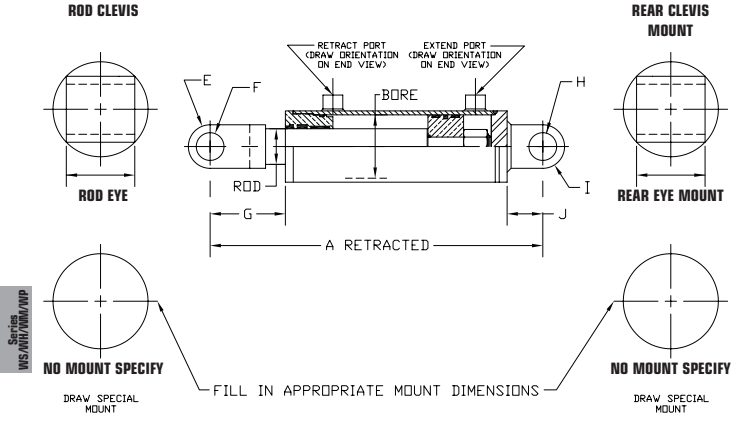 ROD CLEVIS
REAR CLEVIS
MOUNT
RETRACT PORT
(DRAW ORIENTATION
ON END VIEW)
EXTEND PORT
(DRAW ORIENTATION
ON END VIEW)
E
F
BORE
H
ROD
I
ROD EYE
REAR EYE MOUNT
G
J
A RETRACTED
Series
WS/WH/WM/WP
NO MOUNT SPECIFY
NO MOUNT SPECIFY
FILL IN APPROPRIATE MOUNT DIMENSIONS
DRAW SPECIAL
MOUNT
DRAW SPECIAL
MOUNT